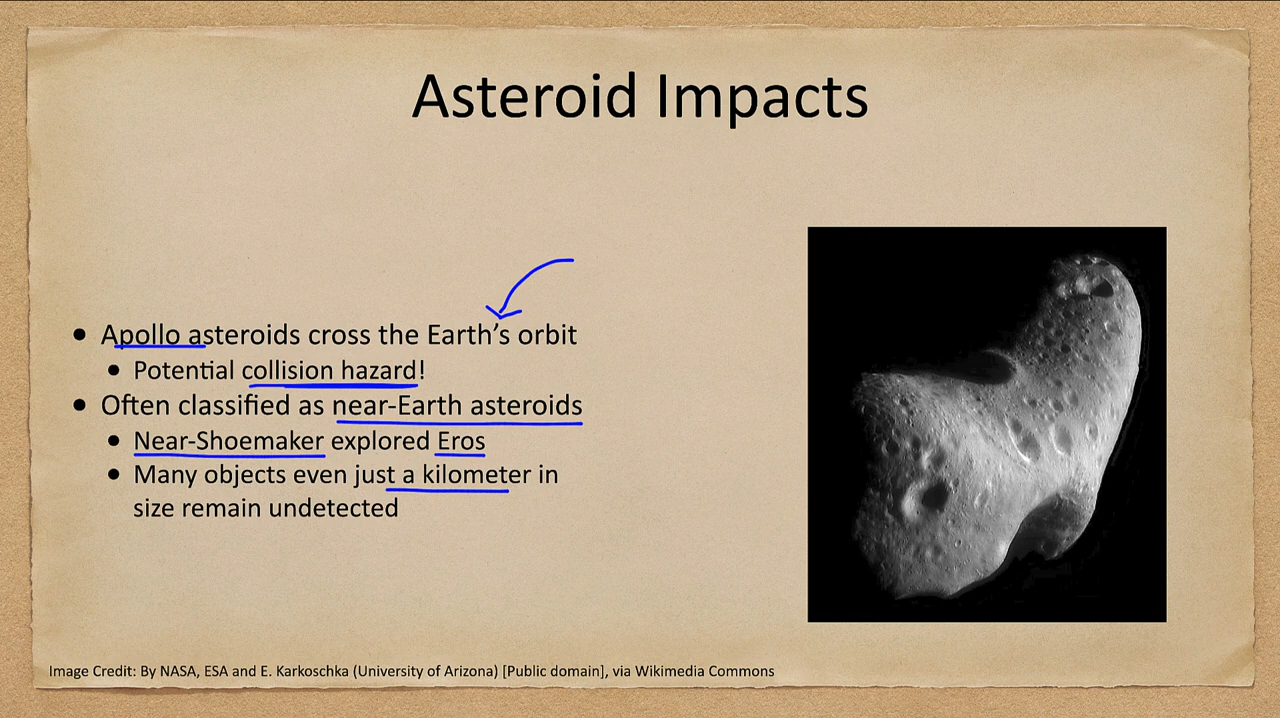 Asteroid Impacts
• Apollo asteroids cross the Earth’s orbit
• Potential collision hazard!
• Often classified as near-Earth asteroids
• Near-Shoemaker explored Eros
• Many objects even just a kilometer in
size remain undetected
Image Credit: By NASA, ESA and E. Karkoschka (University of Arizona) [Public domain], via Wikimedia Commons